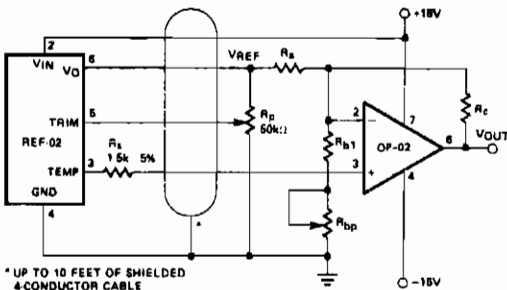 +15V
2
VIN
VO
6
VREF
Ra
TRIM
5
Rp
50kΩ
REF-02
Rs
1.5k 5%
TEMP
3
GND
4
2
7
Rb1
OP-02
3
6
4
Rc
VOUT
Rbp
*
-15V
* UP TO 10 FEET OF SHIELDED
4-CONDUCTOR CABLE